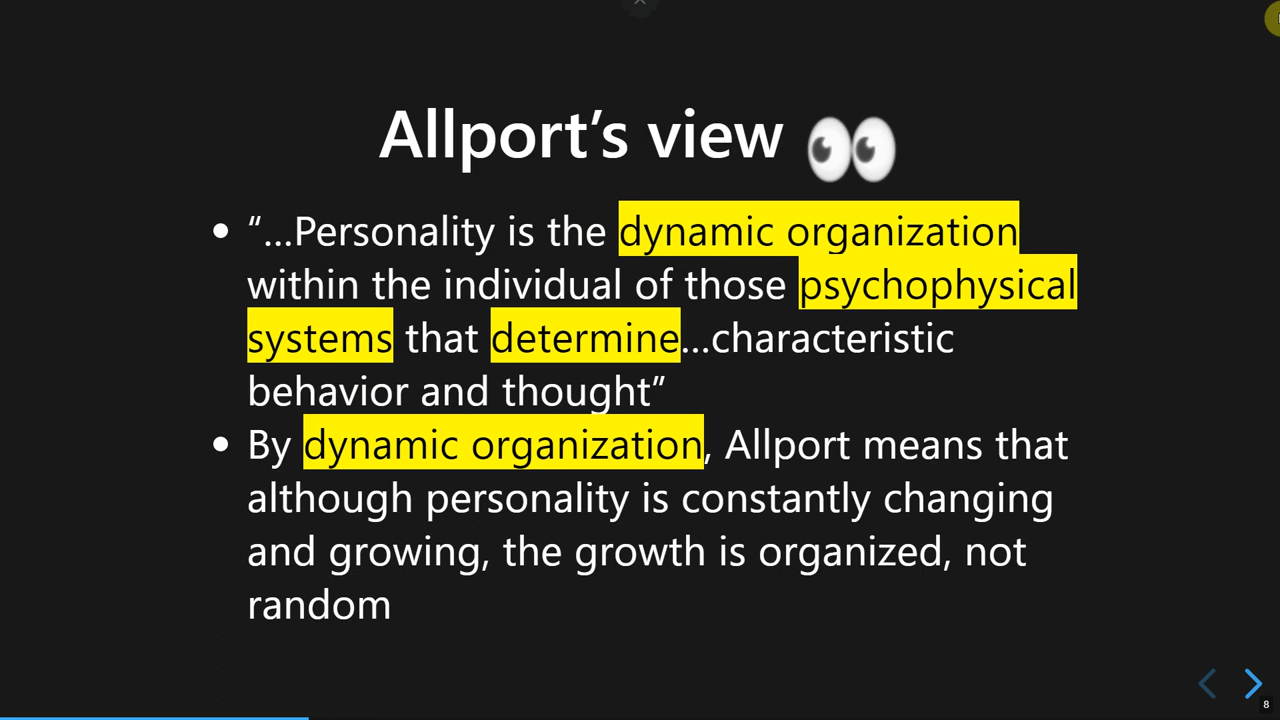 Allport’s view 👀
• “…Personality is the dynamic organization
within the individual of those psychophysical
systems that determine…characteristic
behavior and thought”
• By dynamic organization, Allport means that
although personality is constantly changing
and growing, the growth is organized, not
random
8